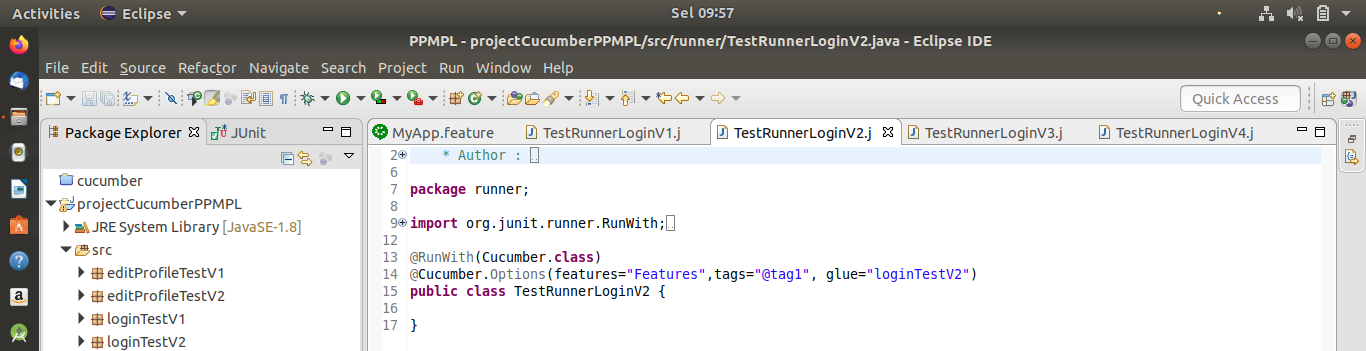 Activities Eclipse Sel 09:57
PPMPL - projectCucumberPPMPL/src/runner/TestRunnerLoginV2.java - Eclipse IDE
File Edit Source Refactor Navigate Search Project Run Window Help
Quick Access
Package Explorer JUnit MyApp.feature TestRunnerLoginV1.j TestRunnerLoginV2.j TestRunnerLoginV3.j TestRunnerLoginV4.j
cucumber
projectCucumberPPMPL
JRE System Library [JavaSE-1.8]
src
editProfileTestV1
editProfileTestV2
loginTestV1
loginTestV2
2 * Author :
6
7 package runner;
8
9 import org.junit.runner.RunWith;
12
13 @RunWith(Cucumber.class)
14 @Cucumber.Options(features="Features",tags="@tag1", glue="loginTestV2")
15 public class TestRunnerLoginV2 {
16
17 }